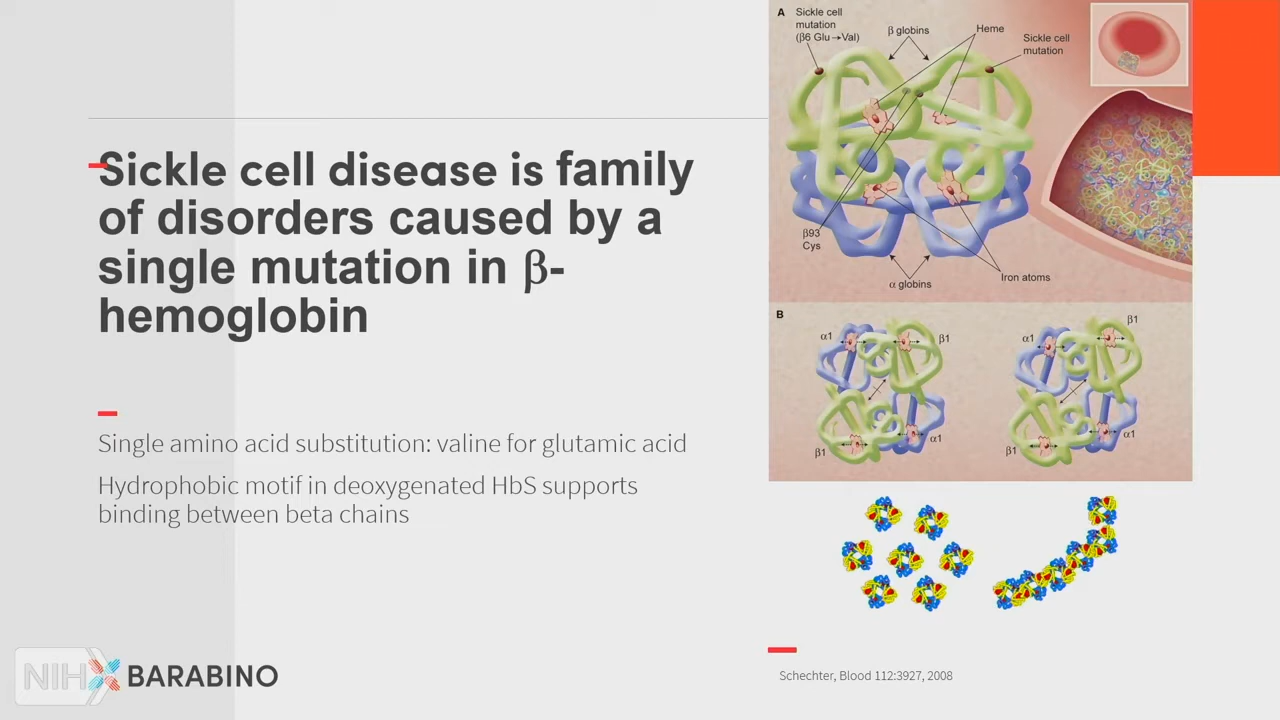 Sickle cell disease is family
of disorders caused by a
single mutation in β-
hemoglobin
Single amino acid substitution: valine for glutamic acid
Hydrophobic motif in deoxygenated HbS supports
binding between beta chains
NIH
BARABINO
A
Sickle cell
mutation
(β6 Glu→Val)
β globins
Heme
Sickle cell
mutation
β93
Cys
α globins
Iron atoms
B
α1
β1
α1
β1
β1
α1
β1
α1
Schechter, Blood 112:3927, 2008